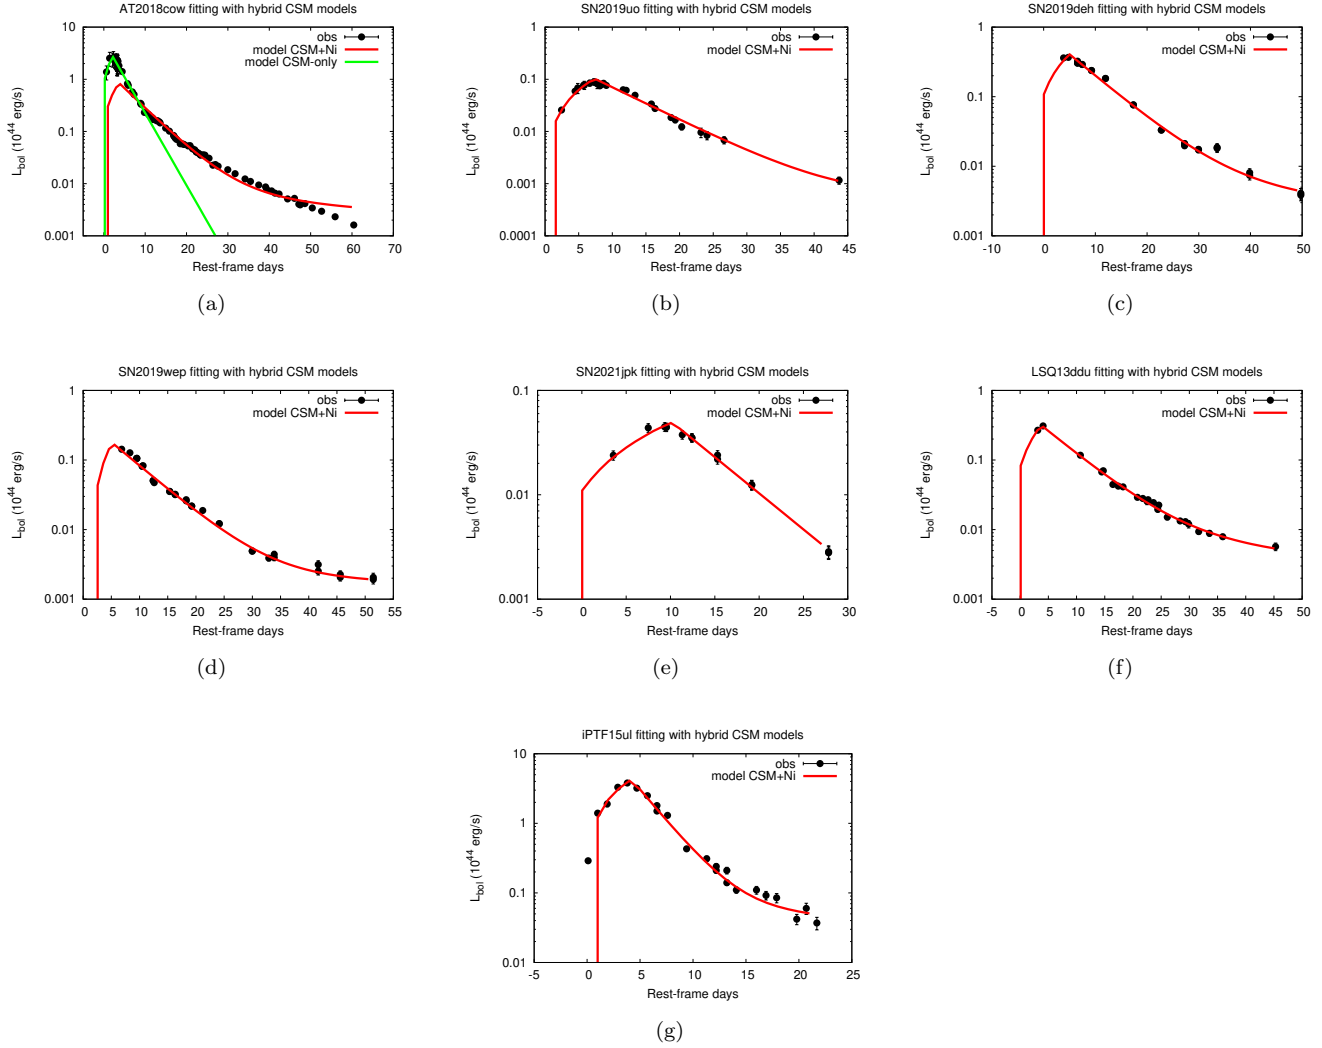 AT2018cow fitting with hybrid CSM models
10
1
0.1
0.01
0.001
L_bol (10^44 erg/s)
obs
model CSM+Ni
model CSM-only
0 10 20 30 40 50 60 70
Rest-frame days
(a)
SN2019uo fitting with hybrid CSM models
1
0.1
0.01
0.001
0.0001
L_bol (10^44 erg/s)
obs
model CSM+Ni
0 5 10 15 20 25 30 35 40 45
Rest-frame days
(b)
SN2019deh fitting with hybrid CSM models
1
0.1
0.01
0.001
L_bol (10^44 erg/s)
obs
model CSM+Ni
-10 0 10 20 30 40 50
Rest-frame days
(c)
SN2019wep fitting with hybrid CSM models
1
0.1
0.01
0.001
L_bol (10^44 erg/s)
obs
model CSM+Ni
0 5 10 15 20 25 30 35 40 45 50 55
Rest-frame days
(d)
SN2021jpk fitting with hybrid CSM models
0.1
0.01
0.001
L_bol (10^44 erg/s)
obs
model CSM+Ni
-5 0 5 10 15 20 25 30
Rest-frame days
(e)
LSQ13ddu fitting with hybrid CSM models
1
0.1
0.01
0.001
L_bol (10^44 erg/s)
obs
model CSM+Ni
-5 0 5 10 15 20 25 30 35 40 45 50
Rest-frame days
(f)
iPTF15ul fitting with hybrid CSM models
10
1
0.1
0.01
L_bol (10^44 erg/s)
obs
model CSM+Ni
-5 0 5 10 15 20 25
Rest-frame days
(g)